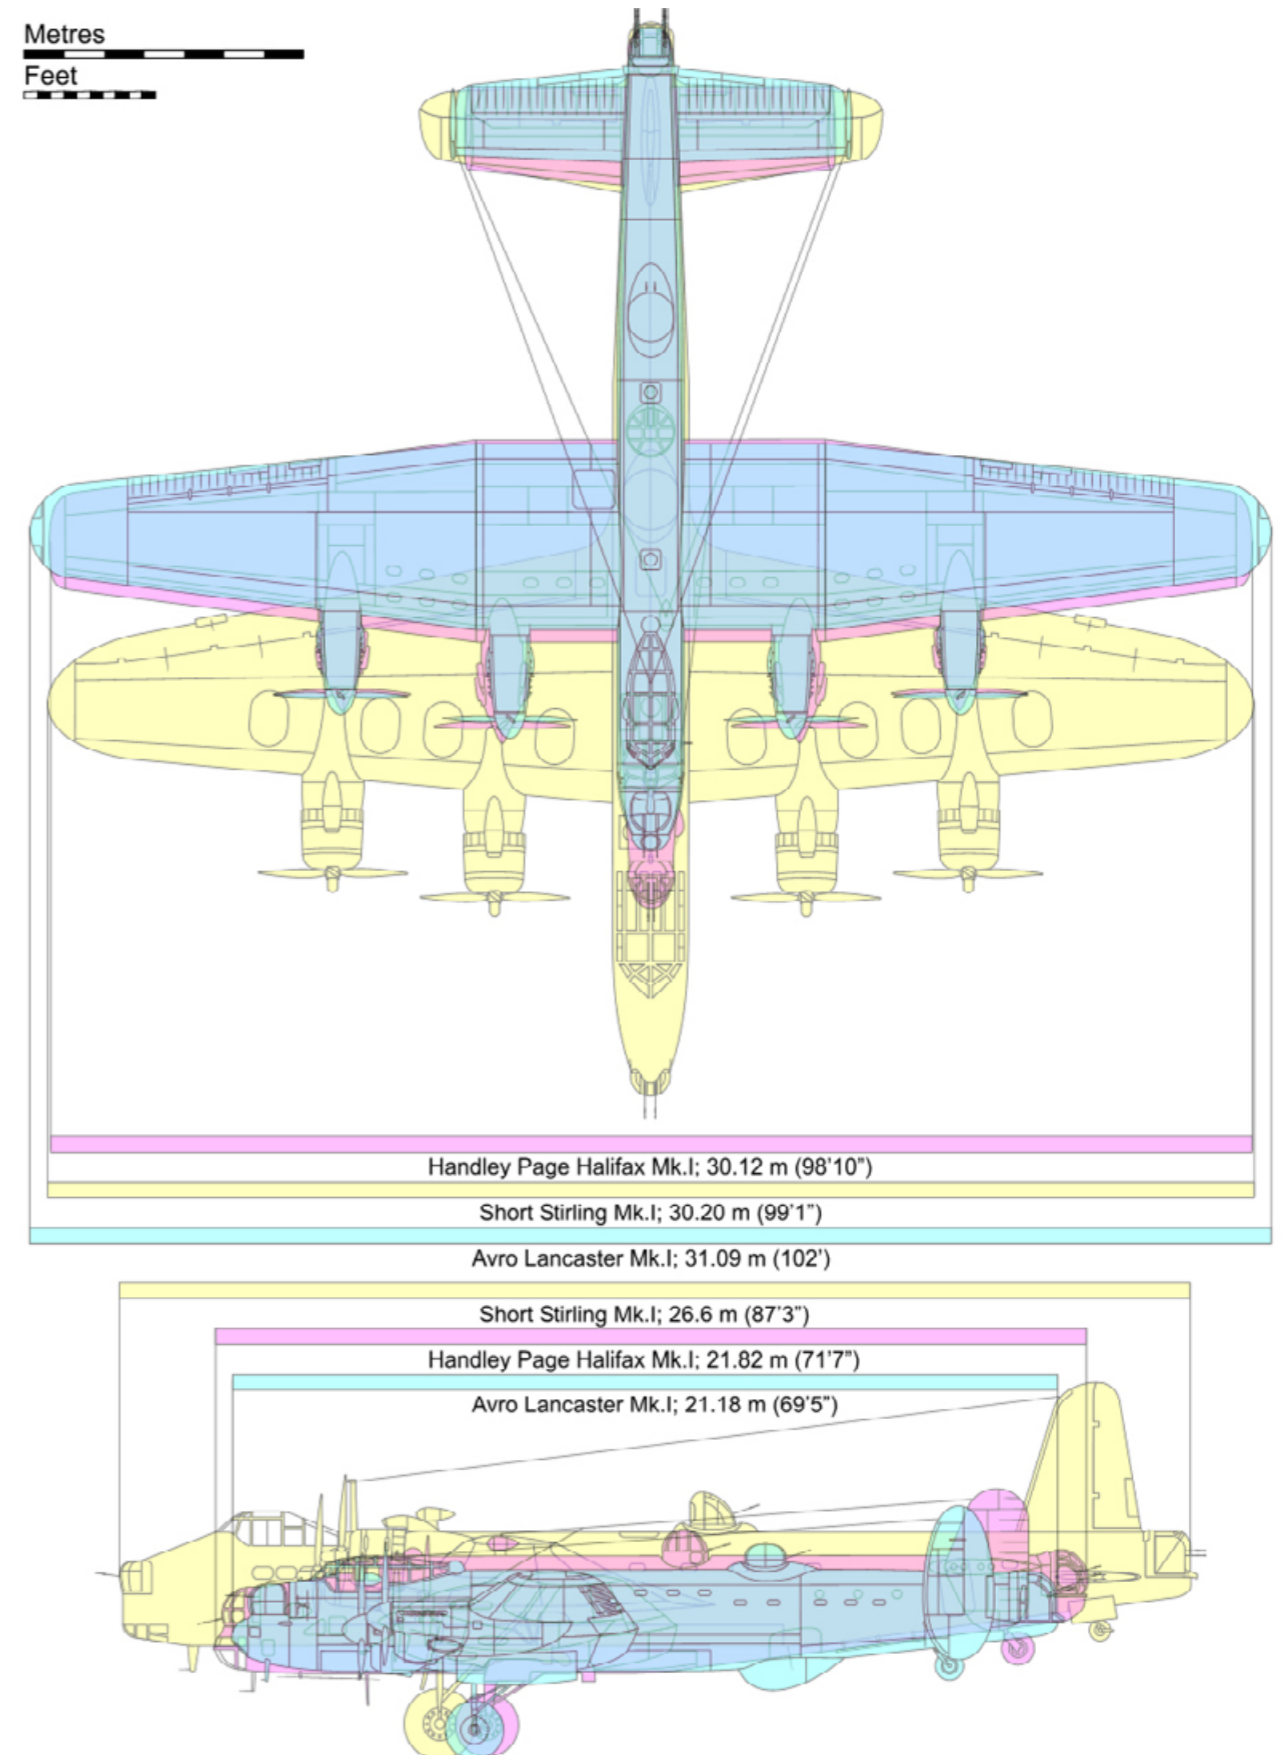 Metres
Feet
Handley Page Halifax Mk.I; 30.12 m (98'10”)
Short Stirling Mk.I; 30.20 m (99'1”)
Avro Lancaster Mk.I; 31.09 m (102')
Short Stirling Mk.I; 26.6 m (87'3”)
Handley Page Halifax Mk.I; 21.82 m (71'7”)
Avro Lancaster Mk.I; 21.18 m (69'5”)